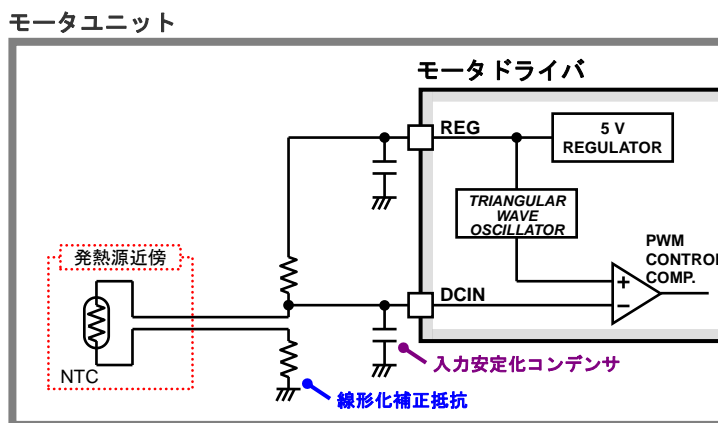 モータユニット
モータドライバ
REG
5 V
REGULATOR
TRIANGULAR
WAVE
OSCILLATOR
PWM
CONTROL
COMP.
発熱源近傍
DCIN
NTC
入力安定化コンデンサ
線形化補正抵抗
+
−